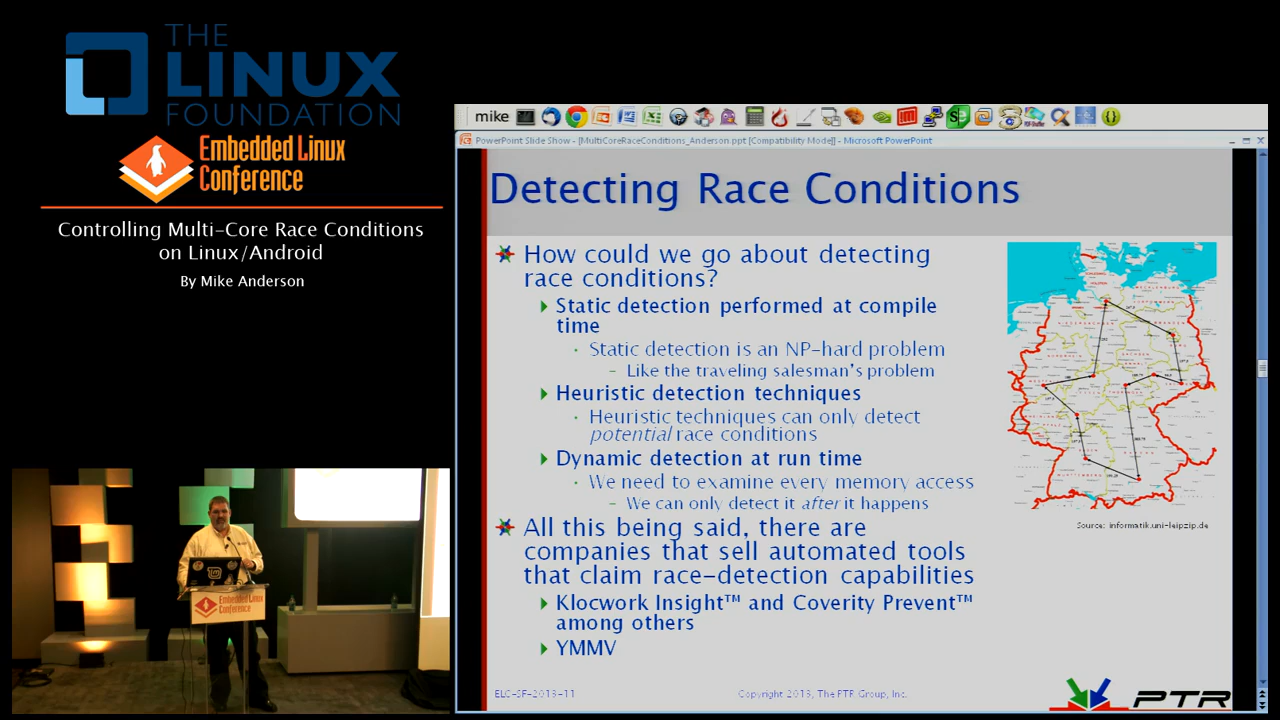 THE
LINUX
FOUNDATION
Embedded Linux
Conference
Controlling Multi-Core Race Conditions
on Linux/Android
By Mike Anderson
mike
PowerPoint Slide Show - [MultiCoreRaceConditions_Anderson.ppt [Compatibility Mode]] - Microsoft PowerPoint
Detecting Race Conditions
How could we go about detecting
race conditions?
Static detection performed at compile
time
Static detection is an NP-hard problem
– Like the traveling salesman's problem
Heuristic detection techniques
Heuristic techniques can only detect
potential race conditions
Dynamic detection at run time
We need to examine every memory access
– We can only detect it after it happens
Source: informatik.uni-leipzig.de
All this being said, there are
companies that sell automated tools
that claim race-detection capabilities
Klocwork Insight™ and Coverity Prevent™
among others
YMMV
ELC-SF-2013-11
Copyright 2013, The PTR Group, Inc.
PTR
Embedded Linux
Conference